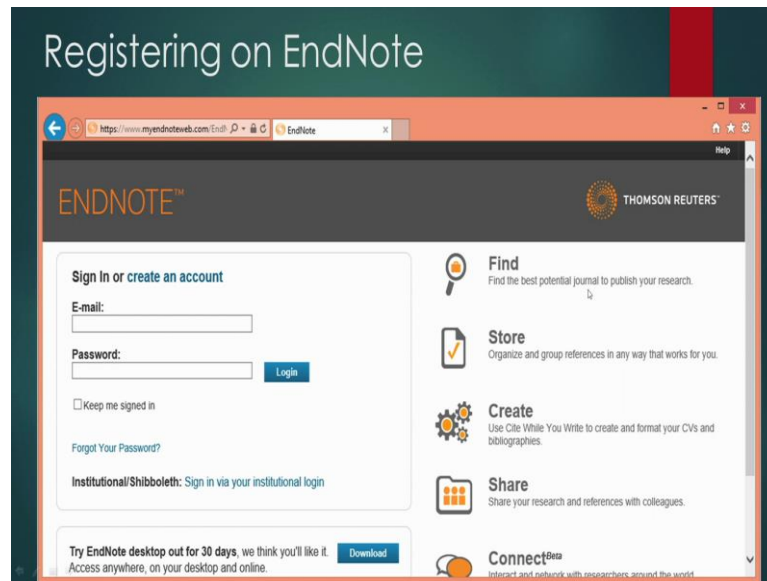 Registering on EndNote
https://www.myendnoteweb.com/EndN
EndNote
Help
ENDNOTE™
THOMSON REUTERS™
Sign In or create an account
E-mail:
Password:
Login
Keep me signed in
Forgot Your Password?
Institutional/Shibboleth: Sign in via your institutional login
Try EndNote desktop out for 30 days, we think you'll like it.
Access anywhere, on your desktop and online.
Download
Find
Find the best potential journal to publish your research.
Store
Organize and group references in any way that works for you.
Create
Use Cite While You Write to create and format your CVs and
bibliographies.
Share
Share your research and references with colleagues.
Connect Beta
Interact and network with researchers around the world